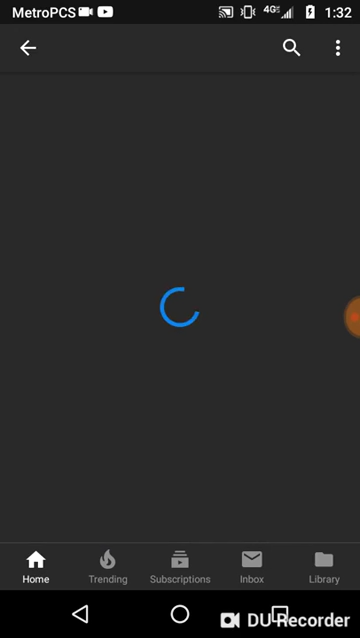 MetroPCS 4G 1:32
Home Trending Subscriptions Inbox Library
DU Recorder